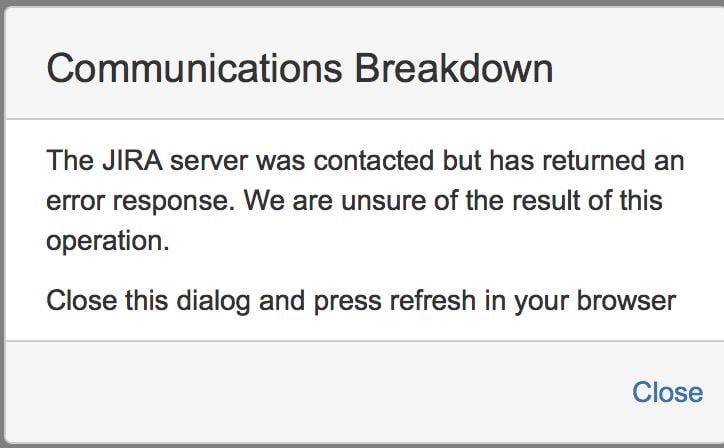 Communications Breakdown
The JIRA server was contacted but has returned an
error response. We are unsure of the result of this
operation.
Close this dialog and press refresh in your browser
Close